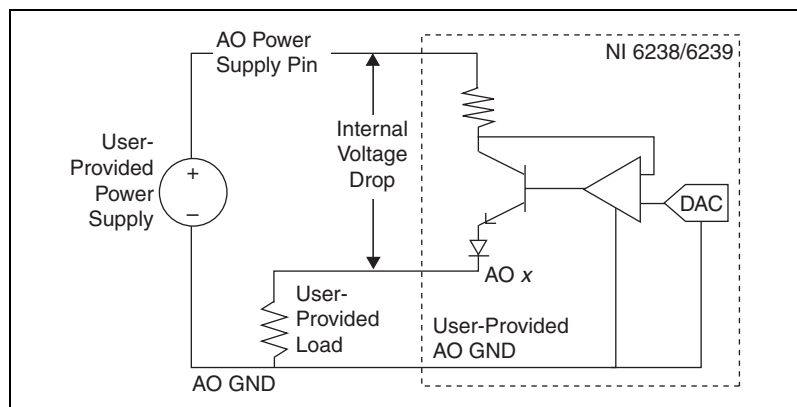 AO Power
Supply Pin
NI 6238/6239
User-
Provided
Power
Supply
+
–
Internal
Voltage
Drop
DAC
AO x
User-
Provided
Load
User-Provided
AO GND
AO GND